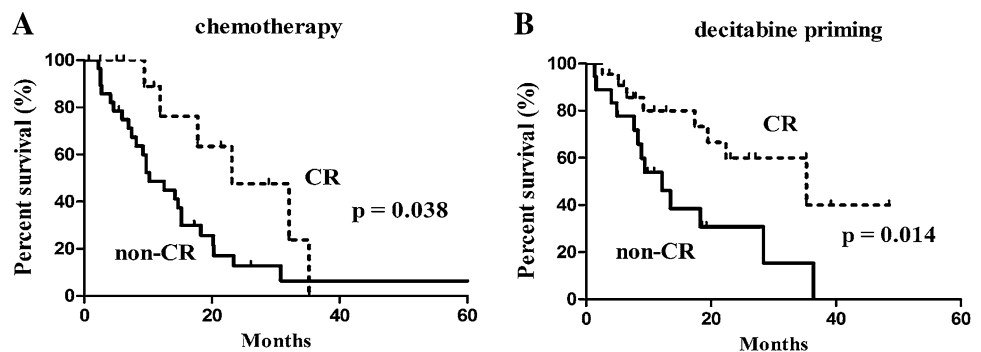 A
chemotherapy
Percent survival (%)
100
80
60
40
20
0
CR
p = 0.038
non-CR
0 20 40 60
Months
B
decitabine priming
Percent survival (%)
100
80
60
40
20
0
CR
p = 0.014
non-CR
0 20 40 60
Months